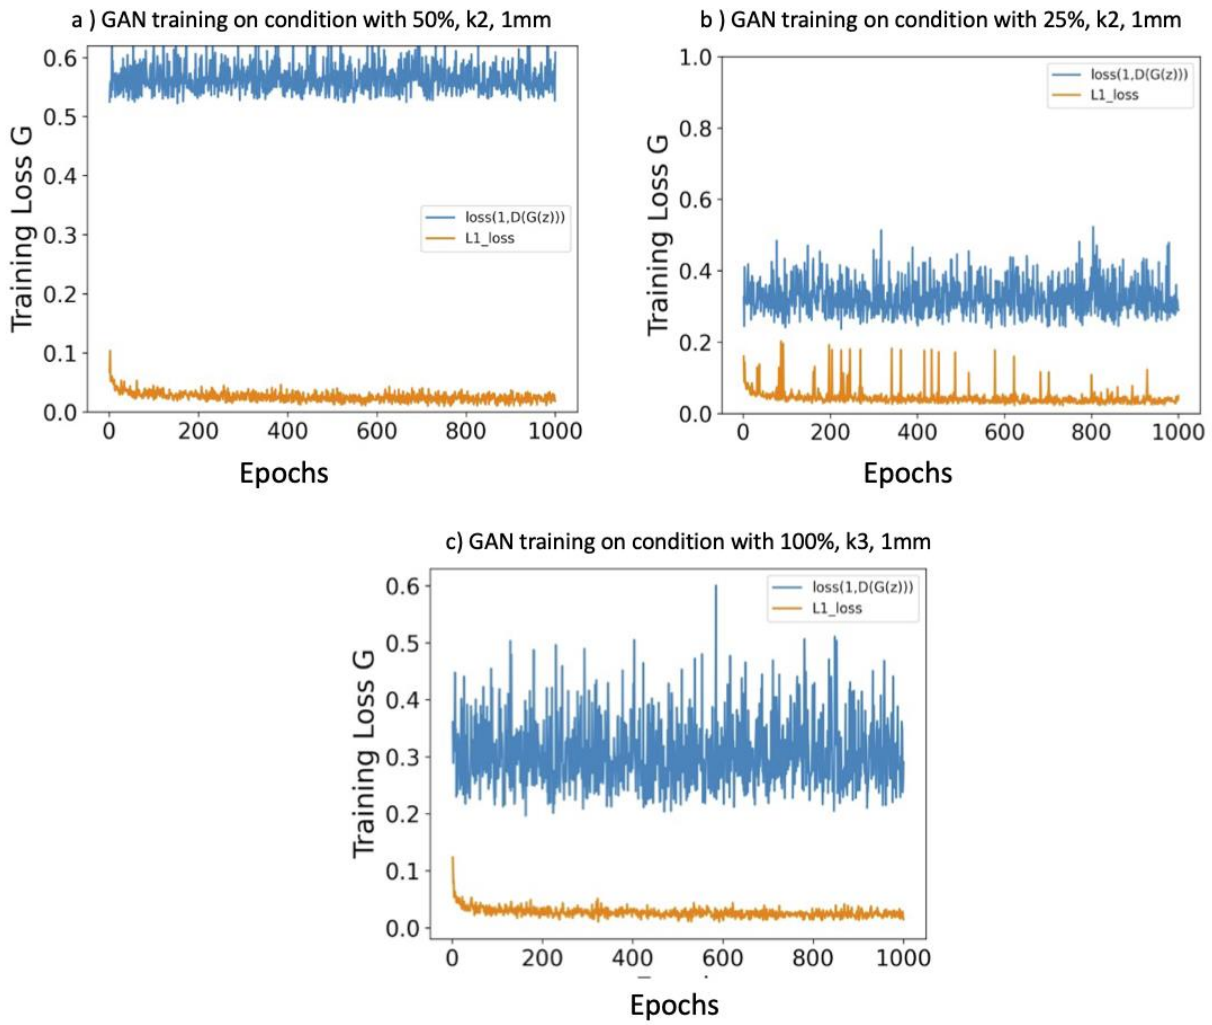 a ) GAN training on condition with 50%, k2, 1mm
0.6
0.5
0.4
0.3
0.2
0.1
0.0
Training Loss G
loss(1,D(G(z)))
L1_loss
0 200 400 600 800 1000
Epochs
b ) GAN training on condition with 25%, k2, 1mm
1.0
0.8
0.6
0.4
0.2
0.0
Training Loss G
loss(1,D(G(z)))
L1_loss
0 200 400 600 800 1000
Epochs
c) GAN training on condition with 100%, k3, 1mm
0.6
0.5
0.4
0.3
0.2
0.1
0.0
Training Loss G
loss(1,D(G(z)))
L1_loss
0 200 400 600 800 1000
Epochs